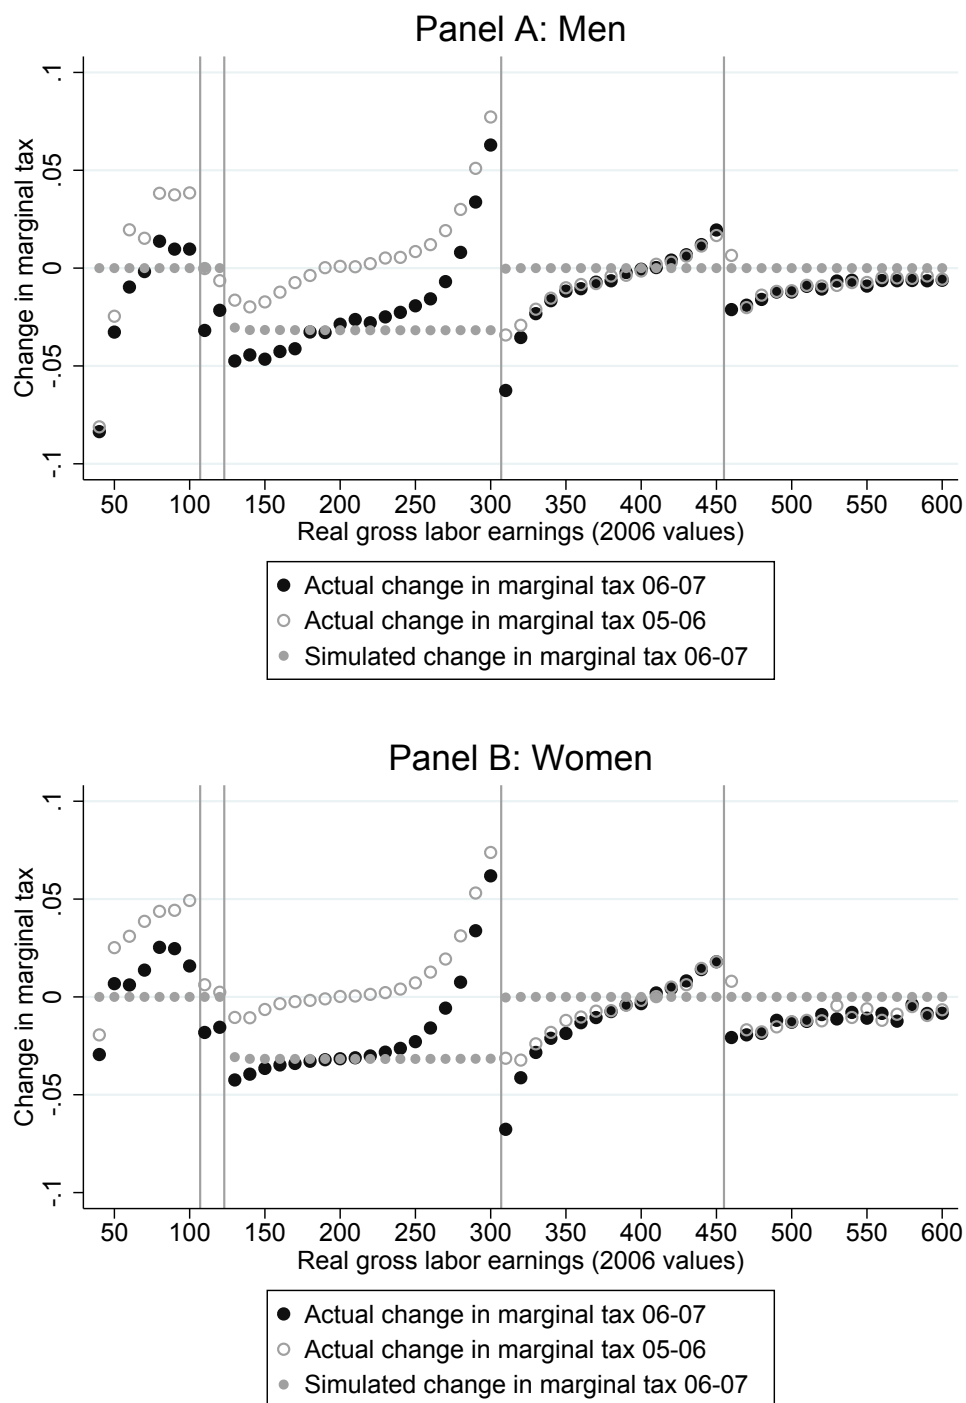 Panel A: Men
Change in marginal tax
.1
.05
0
-.05
-.1
50 100 150 200 250 300 350 400 450 500 550 600
Real gross labor earnings (2006 values)
Actual change in marginal tax 06-07
Actual change in marginal tax 05-06
Simulated change in marginal tax 06-07
Panel B: Women
Change in marginal tax
.1
.05
0
-.05
-.1
50 100 150 200 250 300 350 400 450 500 550 600
Real gross labor earnings (2006 values)
Actual change in marginal tax 06-07
Actual change in marginal tax 05-06
Simulated change in marginal tax 06-07